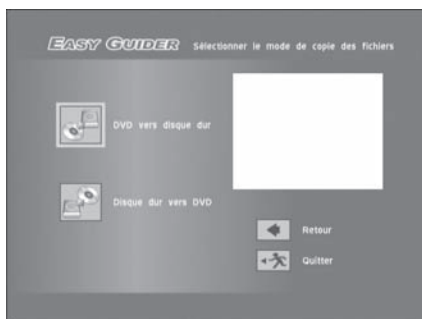 EASY GUIDER Sélectionner le mode de copie des fichiers
DVD vers disque dur
Disque dur vers DVD
Retour
Quitter